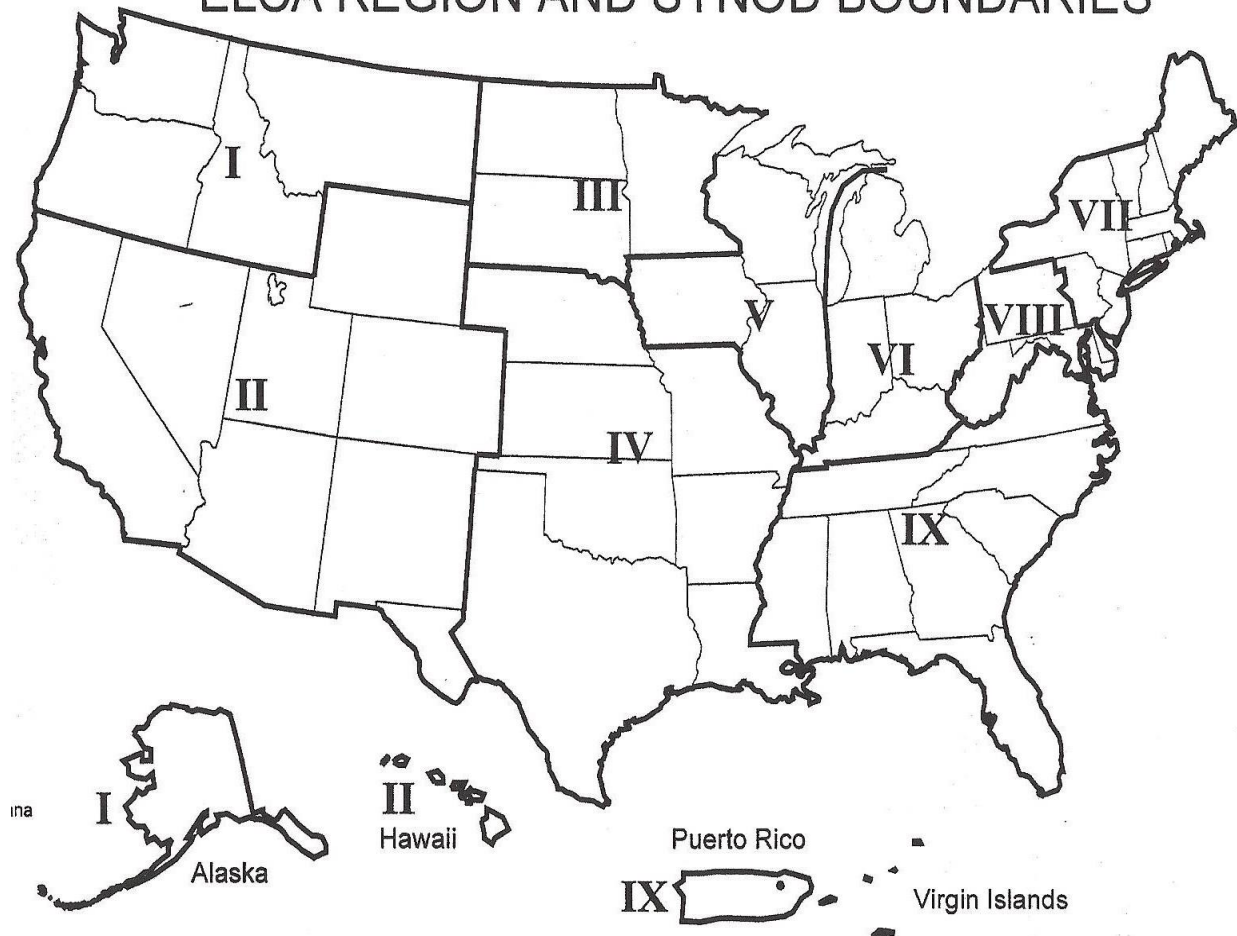 ELCA REGION AND SYNOD BOUNDARIES
I
III
VII
V
VIII
VI
II
IV
IX
I
II
Hawaii
Alaska
Puerto Rico
IX
Virgin Islands